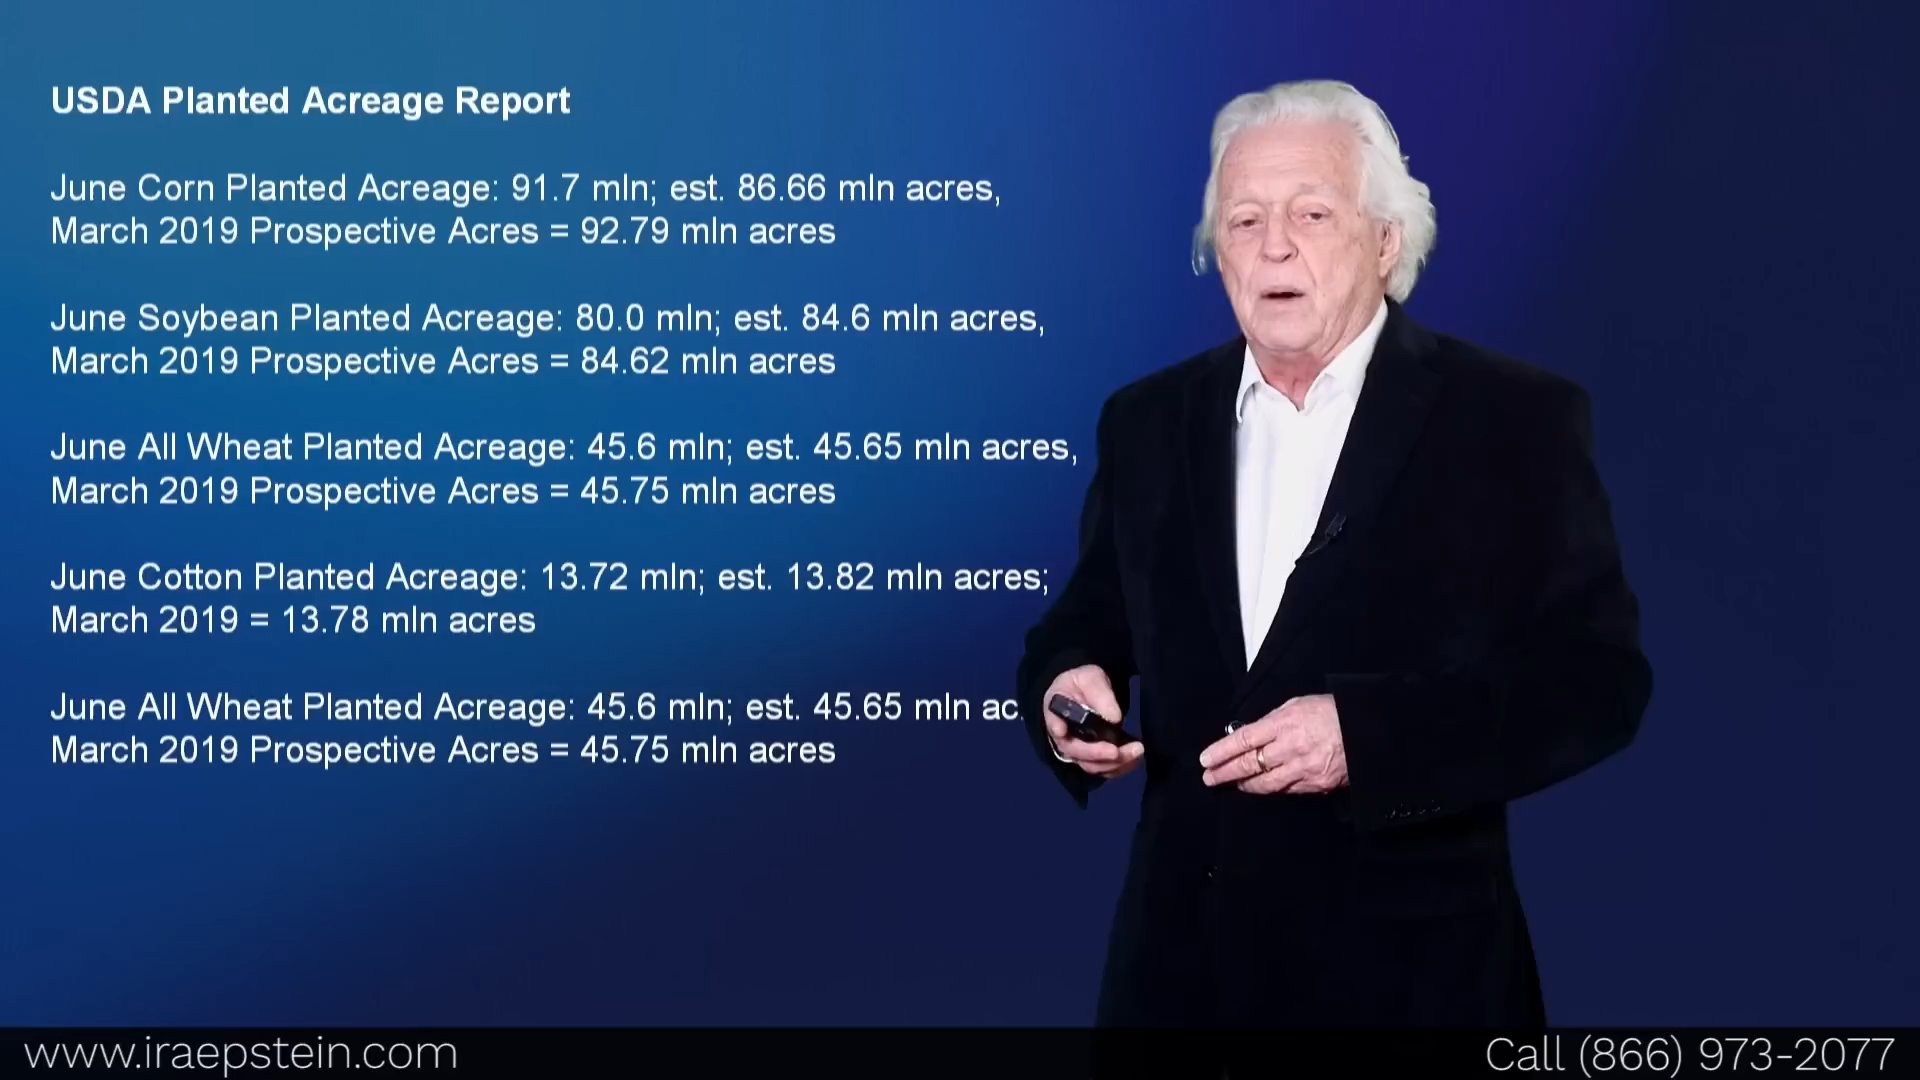 USDA Planted Acreage Report
June Corn Planted Acreage: 91.7 mln; est. 86.66 mln acres,
March 2019 Prospective Acres = 92.79 mln acres
June Soybean Planted Acreage: 80.0 mln; est. 84.6 mln acres,
March 2019 Prospective Acres = 84.62 mln acres
June All Wheat Planted Acreage: 45.6 mln; est. 45.65 mln acres,
March 2019 Prospective Acres = 45.75 mln acres
June Cotton Planted Acreage: 13.72 mln; est. 13.82 mln acres;
March 2019 = 13.78 mln acres
June All Wheat Planted Acreage: 45.6 mln; est. 45.65 mln
March 2019 Prospective Acres = 45.75 mln acres
www.iraepstein.com
Call (866) 973-2077